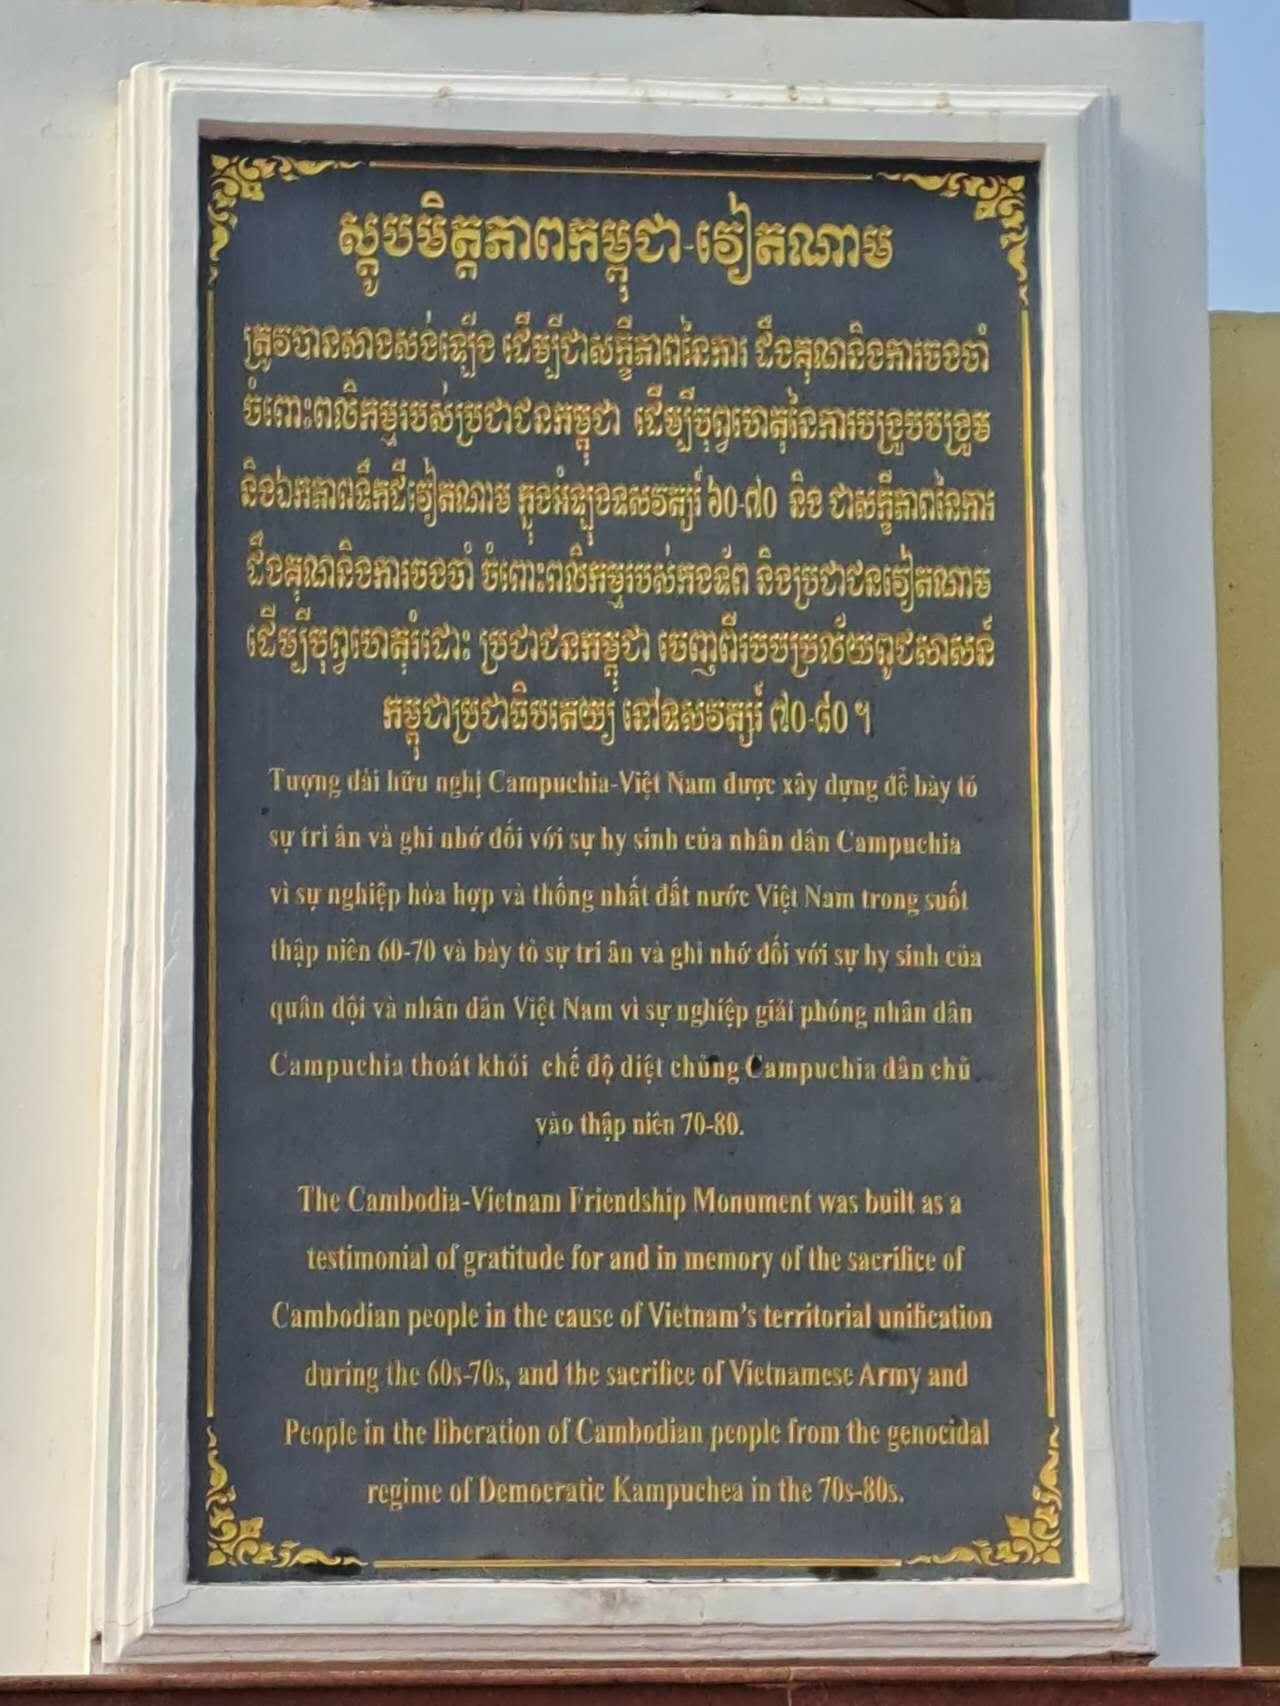 ស្តូបមិត្តភាពកម្ពុជា-វៀតណាម
ត្រូវបានសាងសង់ឡើង ដើម្បីជាសក្ខីភាពនៃការ ដឹងគុណនិងការចងចាំ
ចំពោះពលិកម្មរបស់ប្រជាជនកម្ពុជា ដើម្បីបុព្វហេតុនៃការបង្រួបបង្រួម
និងឯកភាពទឹកដីវៀតណាម ក្នុងអំឡុងទសវត្សរ៍ ៦០-៧០ និង ជាសក្ខីភាពនៃការ
ដឹងគុណនិងការចងចាំ ចំពោះពលិកម្មរបស់កងទ័ព និងប្រជាជនវៀតណាម
ដើម្បីបុព្វហេតុរំដោះ ប្រជាជនកម្ពុជា ចេញពីរបបប្រល័យពូជសាសន៍
កម្ពុជាប្រជាធិបតេយ្យ នៅទសវត្សរ៍ ៧០-៨០ ។
Tượng đài hữu nghị Campuchia-Việt Nam được xây dựng để bày tỏ
sự tri ân và ghi nhớ đối với sự hy sinh của nhân dân Campuchia
vì sự nghiệp hòa hợp và thống nhất đất nước Việt Nam trong suốt
thập niên 60-70 và bày tỏ sự tri ân và ghi nhớ đối với sự hy sinh của
quân đội và nhân dân Việt Nam vì sự nghiệp giải phóng nhân dân
Campuchia thoát khỏi chế độ diệt chủng Campuchia dân chủ
vào thập niên 70-80.
The Cambodia-Vietnam Friendship Monument was built as a
testimonial of gratitude for and in memory of the sacrifice of
Cambodian people in the cause of Vietnam's territorial unification
during the 60s-70s, and the sacrifice of Vietnamese Army and
People in the liberation of Cambodian people from the genocidal
regime of Democratic Kampuchea in the 70s-80s.